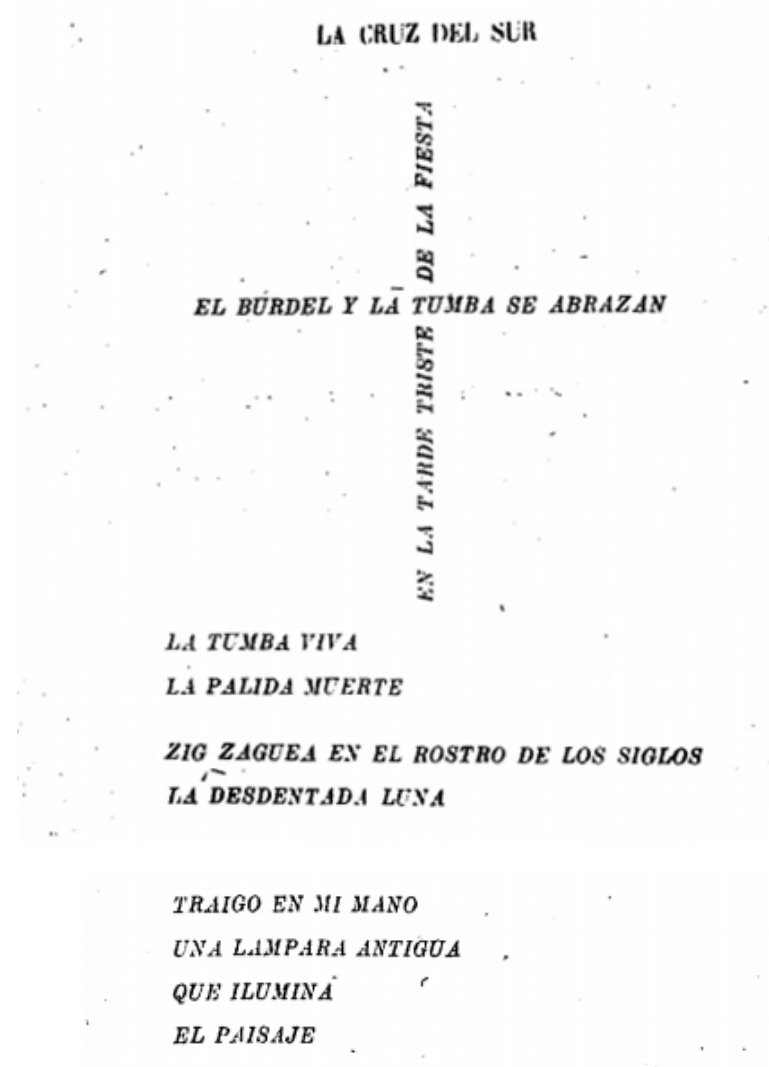 LA CRUZ DEL SUR
EN LA TARDE TRISTE DE LA FIESTA
EL BURDEL Y LA TUMBA SE ABRAZAN
LA TUMBA VIVA
LA PALIDA MUERTE
ZIG ZAGUEA EN EL ROSTRO DE LOS SIGLOS
LA DESDENTADA LUNA
TRAIGO EN MI MANO
UNA LAMPARA ANTIGUA
QUE ILUMINA
EL PAISAJE